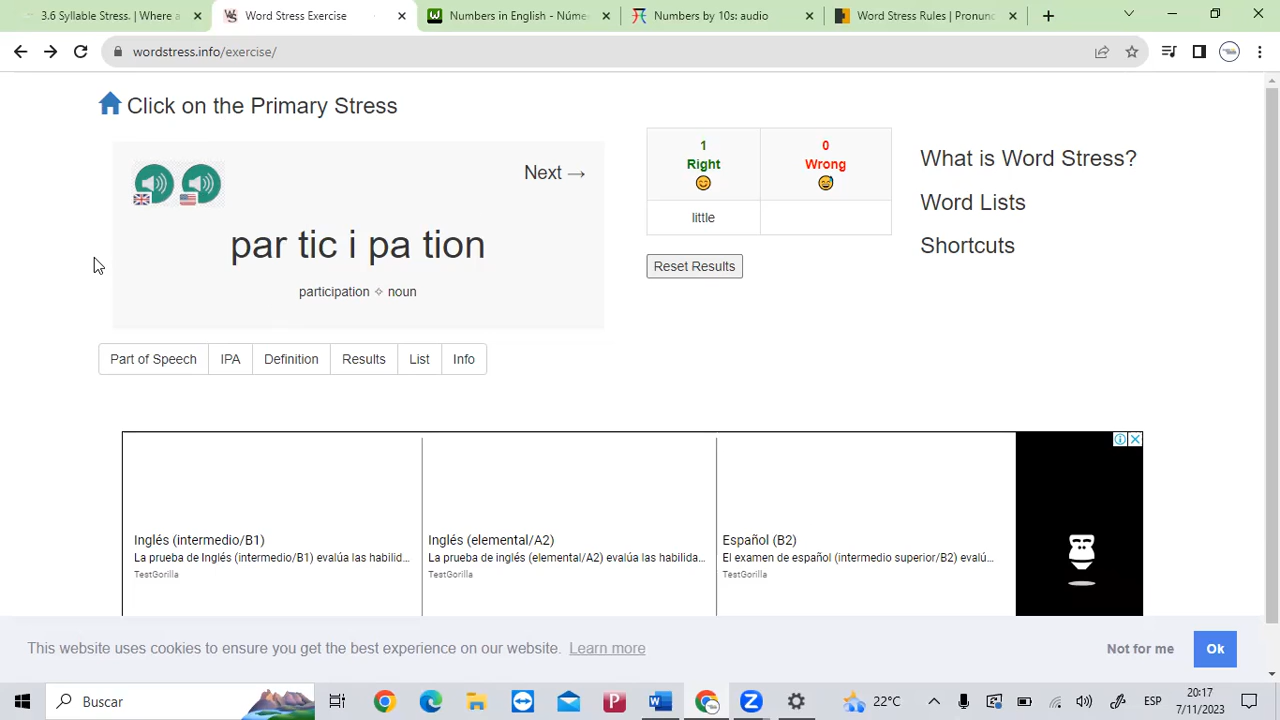 3.6 Syllable Stress. | Where a
Word Stress Exercise
Numbers in English - Núme
Numbers by 10s: audio
Word Stress Rules | Pronunc
wordstress.info/exercise/
Click on the Primary Stress
Next →
par tic i pa tion
participation ✧ noun
Part of Speech
IPA
Definition
Results
List
Info
1
Right
0
Wrong
little
Reset Results
What is Word Stress?
Word Lists
Shortcuts
Inglés (intermedio/B1)
La prueba de Inglés (intermedio/B1) evalúa las habilid...
TestGorilla
Inglés (elemental/A2)
La prueba de inglés (elemental/A2) evalúa las habilida...
TestGorilla
Español (B2)
El examen de español (intermedio superior/B2) evalú...
TestGorilla
This website uses cookies to ensure you get the best experience on our website. Learn more
Not for me
Ok
Buscar
22°C
ESP
20:17
7/11/2023